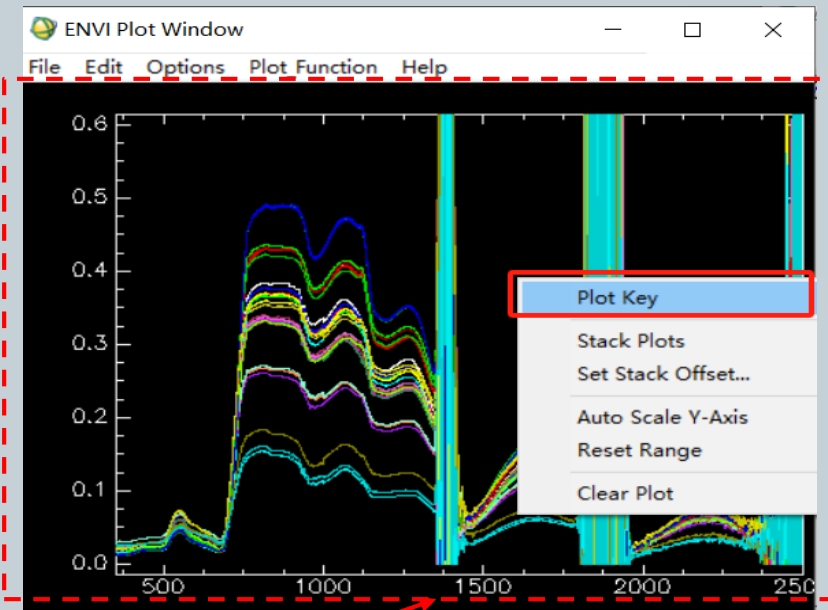 ENVI Plot Window
File Edit Options Plot_Function Help
0.6
0.5
0.4
0.3
0.2
0.1
0.0
500 1000 1500 2000 250
Plot Key
Stack Plots
Set Stack Offset...
Auto Scale Y-Axis
Reset Range
Clear Plot